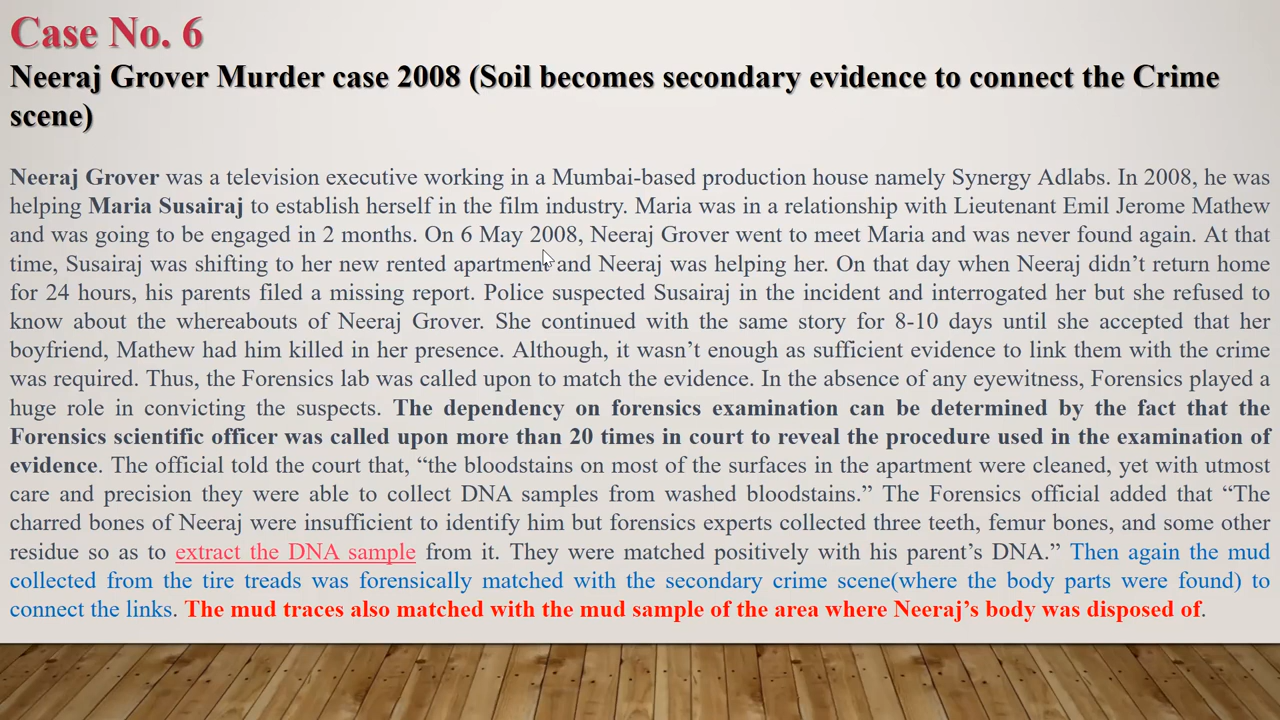 Case No. 6
Neeraj Grover Murder case 2008 (Soil becomes secondary evidence to connect the Crime
scene)
Neeraj Grover was a television executive working in a Mumbai-based production house namely Synergy Adlabs. In 2008, he was
helping Maria Susairaj to establish herself in the film industry. Maria was in a relationship with Lieutenant Emil Jerome Mathew
and was going to be engaged in 2 months. On 6 May 2008, Neeraj Grover went to meet Maria and was never found again. At that
time, Susairaj was shifting to her new rented apartment and Neeraj was helping her. On that day when Neeraj didn’t return home
for 24 hours, his parents filed a missing report. Police suspected Susairaj in the incident and interrogated her but she refused to
know about the whereabouts of Neeraj Grover. She continued with the same story for 8-10 days until she accepted that her
boyfriend, Mathew had him killed in her presence. Although, it wasn’t enough as sufficient evidence to link them with the crime
was required. Thus, the Forensics lab was called upon to match the evidence. In the absence of any eyewitness, Forensics played a
huge role in convicting the suspects. The dependency on forensics examination can be determined by the fact that the
Forensics scientific officer was called upon more than 20 times in court to reveal the procedure used in the examination of
evidence. The official told the court that, “the bloodstains on most of the surfaces in the apartment were cleaned, yet with utmost
care and precision they were able to collect DNA samples from washed bloodstains.” The Forensics official added that “The
charred bones of Neeraj were insufficient to identify him but forensics experts collected three teeth, femur bones, and some other
residue so as to extract the DNA sample from it. They were matched positively with his parent’s DNA.” Then again the mud
collected from the tire treads was forensically matched with the secondary crime scene(where the body parts were found) to
connect the links. The mud traces also matched with the mud sample of the area where Neeraj’s body was disposed of.